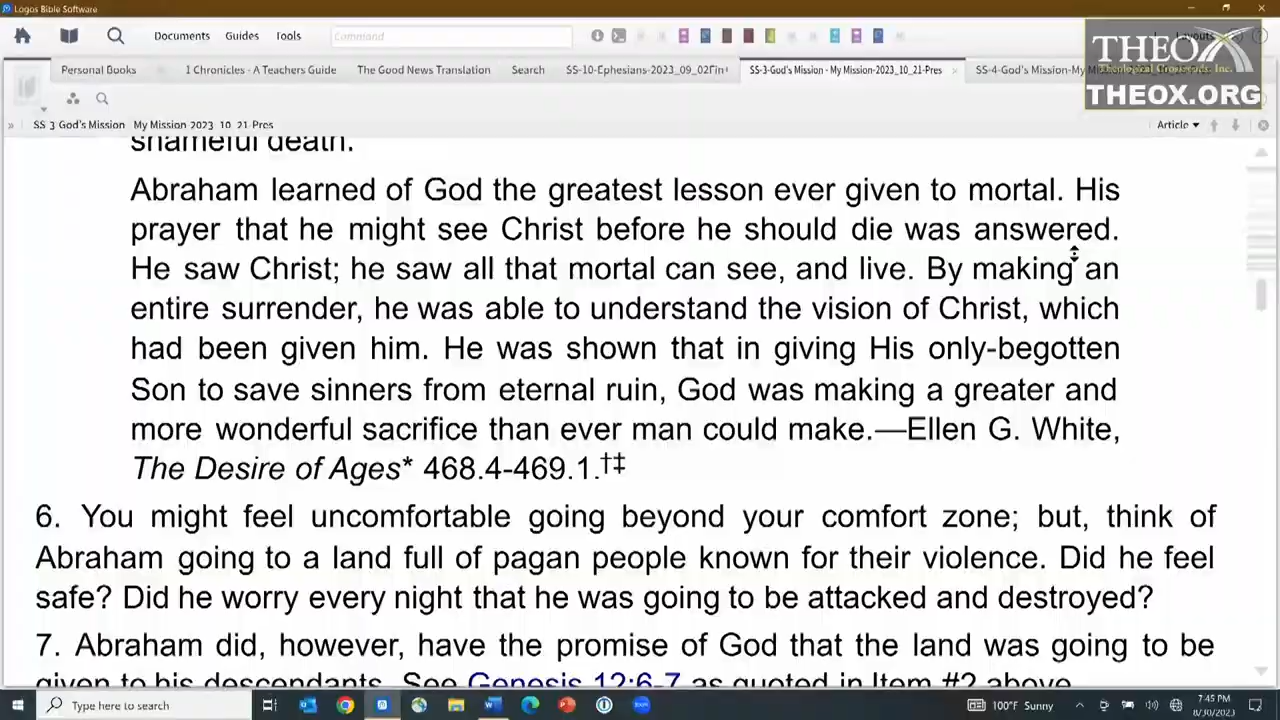 Logos Bible Software
Documents Guides Tools Command
THEOX
Theological Crossroads, Inc.
THEOX.ORG
Personal Books 1 Chronicles - A Teachers Guide The Good News Version Search SS-10-Ephesians-2023_09_02Fin SS-3-God's Mission - My Mission-2023_10_21-Pres SS-4-God's Mission-My
SS 3 God's Mission My Mission 2023 10 21-Pres Article
shameful death.
Abraham learned of God the greatest lesson ever given to mortal. His
prayer that he might see Christ before he should die was answered.
He saw Christ; he saw all that mortal can see, and live. By making an
entire surrender, he was able to understand the vision of Christ, which
had been given him. He was shown that in giving His only-begotten
Son to save sinners from eternal ruin, God was making a greater and
more wonderful sacrifice than ever man could make.—Ellen G. White,
The Desire of Ages* 468.4-469.1.†‡
6. You might feel uncomfortable going beyond your comfort zone; but, think of
Abraham going to a land full of pagan people known for their violence. Did he feel
safe? Did he worry every night that he was going to be attacked and destroyed?
7. Abraham did, however, have the promise of God that the land was going to be
given to his descendants. See Genesis 12:6-7 as quoted in Item #2 above.
Type here to search 100°F Sunny 7:45 PM
8/30/2023